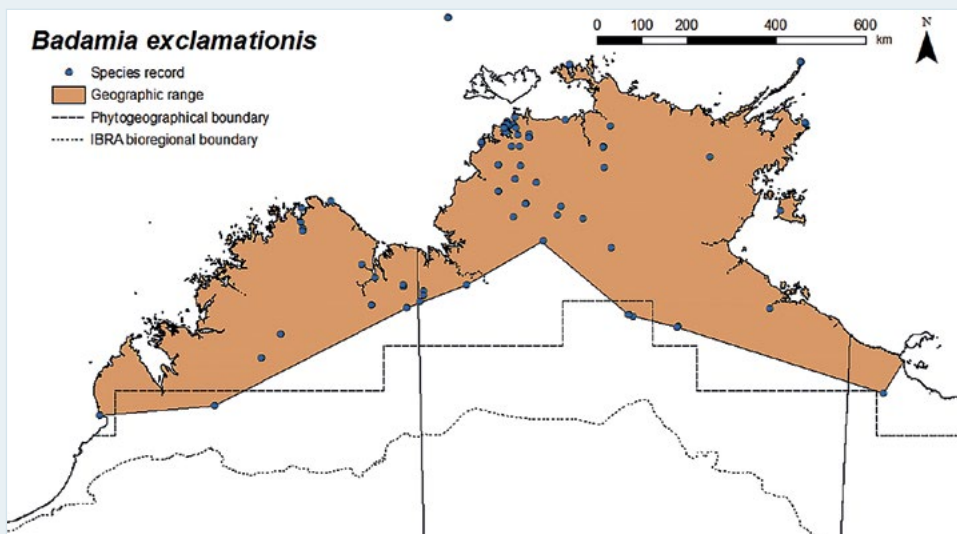 Badamia exclamationis
Species record
Geographic range
Phytogeographical boundary
IBRA bioregional boundary
0 100 200 400 600
km
N